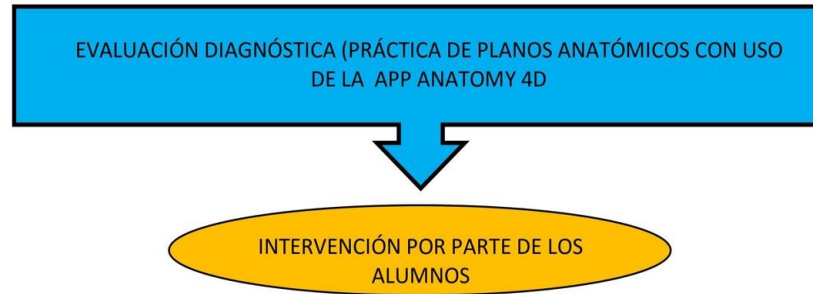 EVALUACIÓN DIAGNÓSTICA (PRÁCTICA DE PLANOS ANATÓMICOS CON USO
DE LA APP ANATOMY 4D
INTERVENCIÓN POR PARTE DE LOS
ALUMNOS